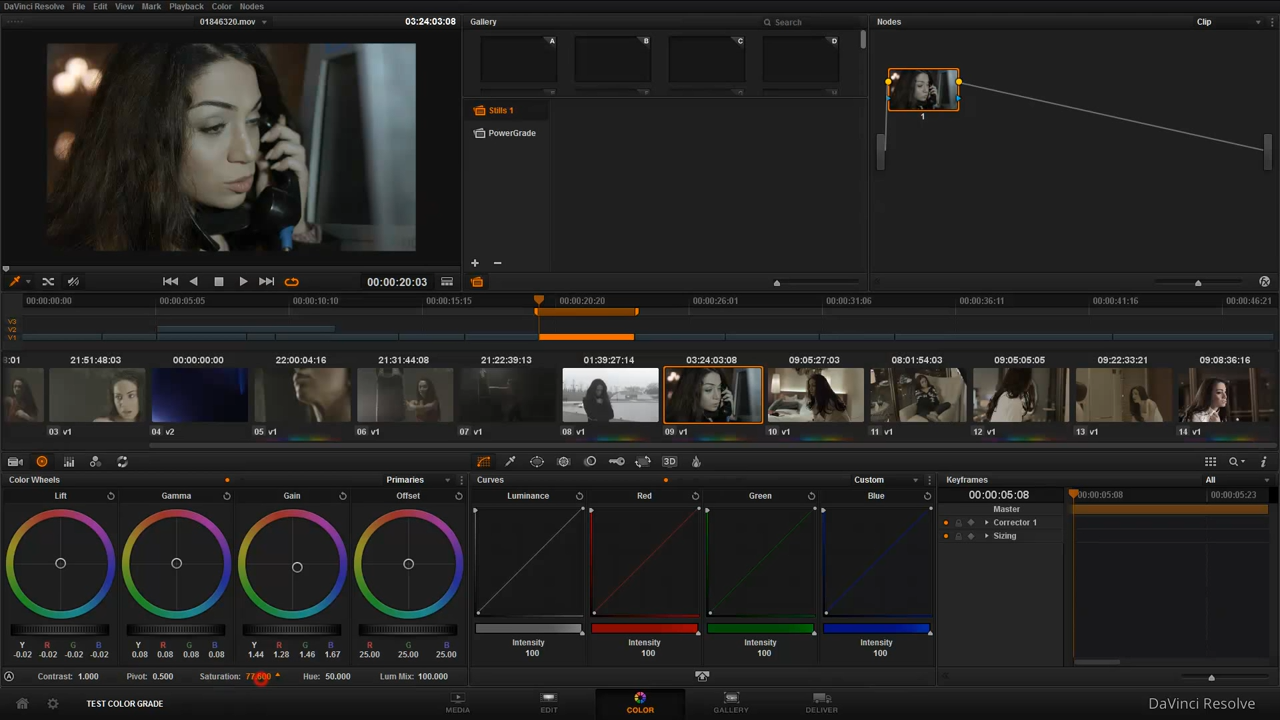 DaVinci Resolve File Edit View Mark Playback Color Nodes
01846320.mov 03:24:03:08 Gallery Search Nodes Clip
A B C D
Stills 1
PowerGrade
1
00:00:20:03
00:00:00:00 00:00:05:05 00:00:10:10 00:00:15:15 00:00:20:20 00:00:26:01 00:00:31:06 00:00:36:11 00:00:41:16 00:00:46:21
V3
V2
V1
:01 21:51:48:03 00:00:00:00 22:00:04:16 21:31:44:08 21:22:39:13 01:39:27:14 03:24:03:08 09:05:27:03 08:01:54:03 09:05:05:05 09:22:33:21 09:08:36:16
03 v1 04 v2 05 v1 06 v1 07 v1 08 v1 09 v1 10 v1 11 v1 12 v1 13 v1 14 v1
3D
Color Wheels Primaries Curves Custom Keyframes All
Lift Gamma Gain Offset Luminance Red Green Blue 00:00:05:08 00:00:05:08 00:00:05:23
Master
Corrector 1
Sizing
Y R G B Y R G B Y R G B R G B Intensity Intensity Intensity Intensity
-0.02 -0.02 -0.02 -0.02 0.08 0.08 0.08 0.08 1.44 1.28 1.46 1.67 25.00 25.00 25.00 100 100 100 100
A Contrast: 1.000 Pivot: 0.500 Saturation: Hue: 50.000 Lum Mix: 100.000
TEST COLOR GRADE MEDIA EDIT COLOR GALLERY DELIVER DaVinci Resolve